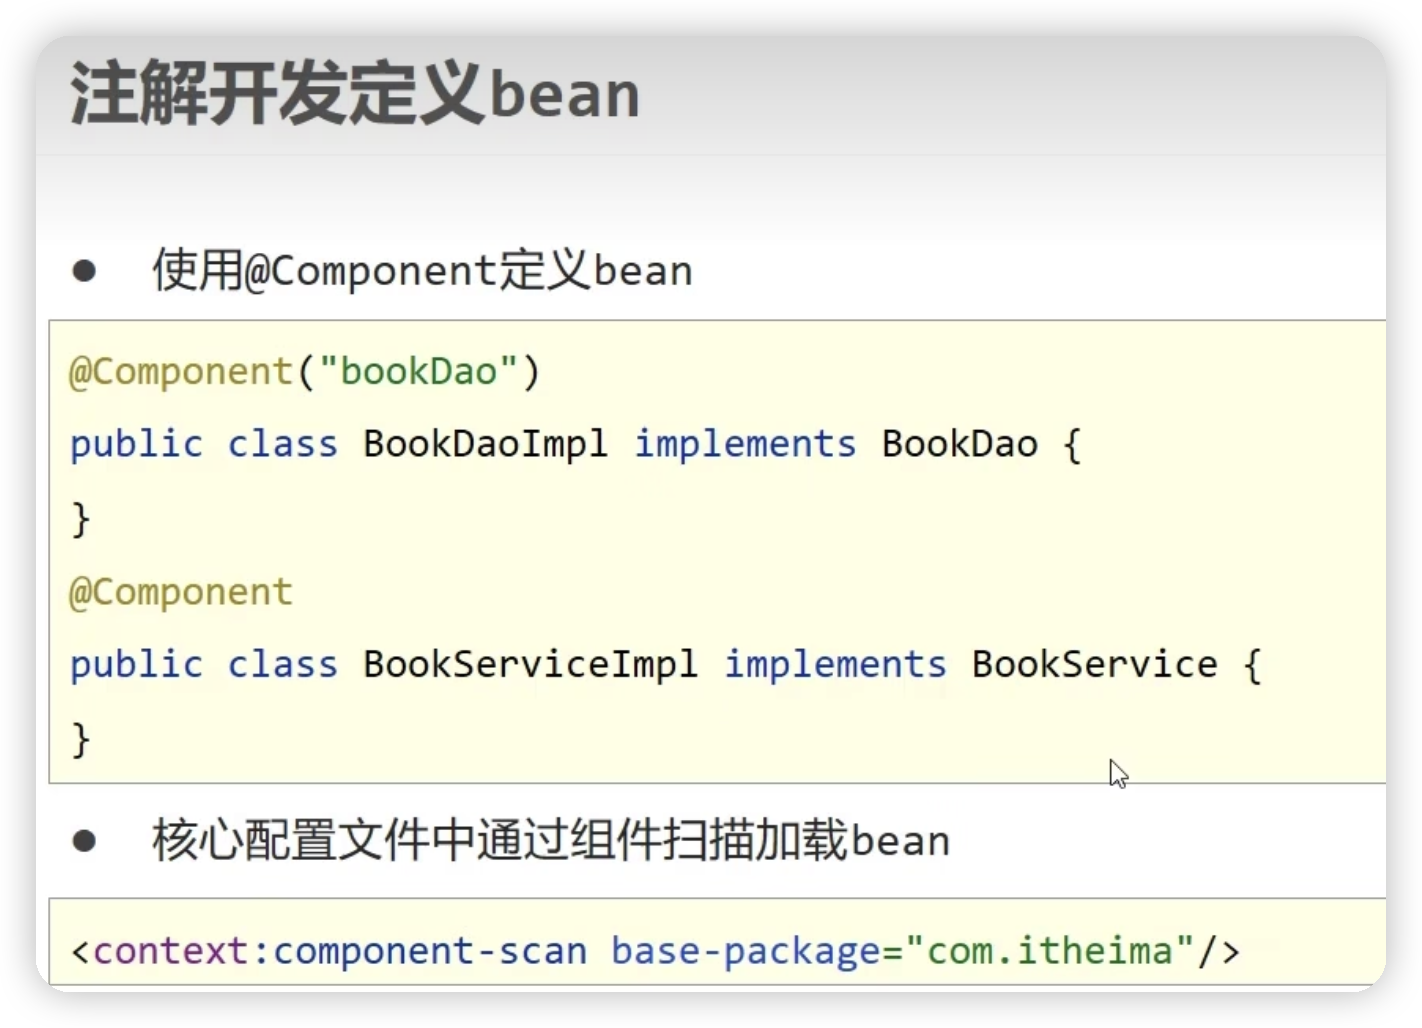 注解开发定义bean
● 使用@Component定义bean
@Component("bookDao")
public class BookDaoImpl implements BookDao {
}
@Component
public class BookServiceImpl implements BookService {
}
● 核心配置文件中通过组件扫描加载bean
<context:component-scan base-package="com.itheima"/>